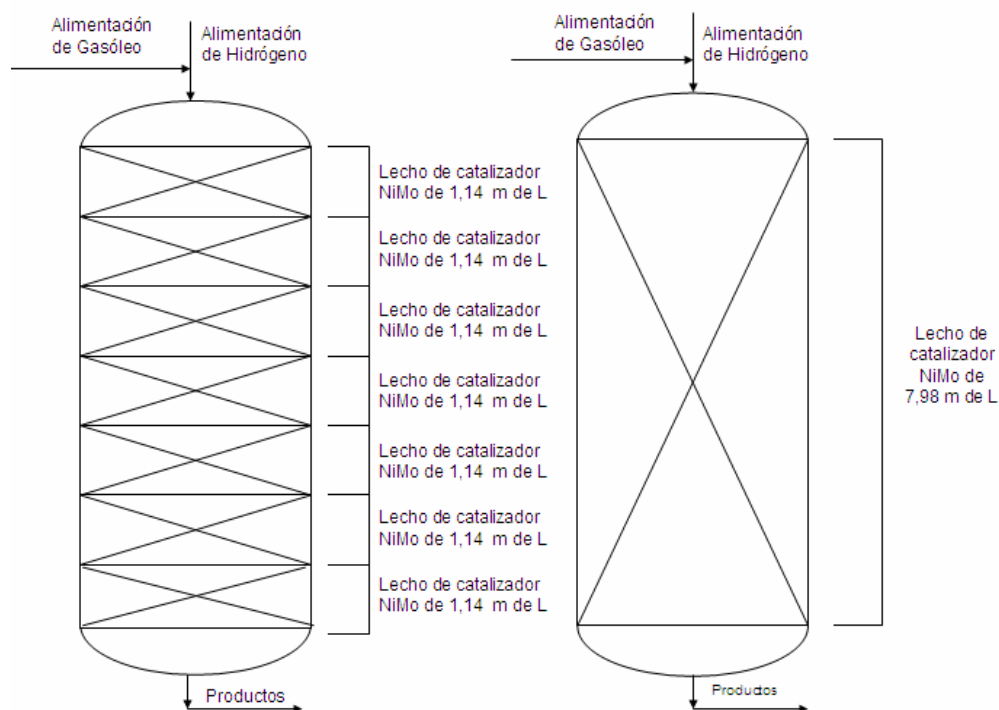 Alimentación
de Gasóleo
Alimentación
de Hidrógeno
Lecho de catalizador
NiMo de 1,14 m de L
Lecho de catalizador
NiMo de 1,14 m de L
Lecho de catalizador
NiMo de 1,14 m de L
Lecho de catalizador
NiMo de 1,14 m de L
Lecho de catalizador
NiMo de 1,14 m de L
Lecho de catalizador
NiMo de 1,14 m de L
Lecho de catalizador
NiMo de 1,14 m de L
Productos
Alimentación
de Gasóleo
Alimentación
de Hidrógeno
Lecho de
catalizador
NiMo de
7,98 m de L
Productos